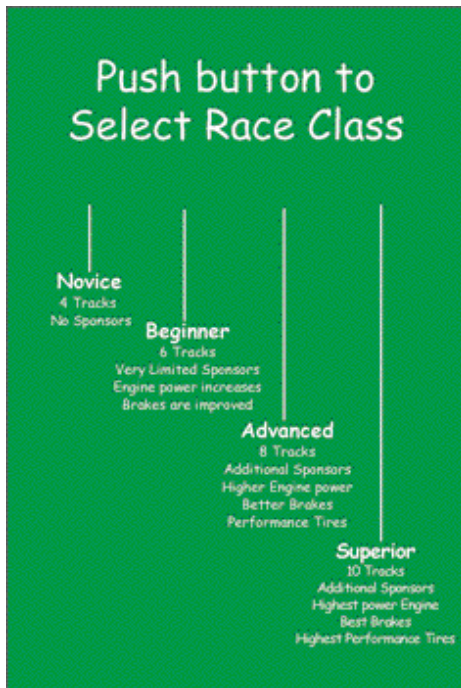 Push button to
Select Race Class
Novice
4 Tracks
No Sponsors
Beginner
6 Tracks
Very Limited Sponsors
Engine power increases
Brakes are improved
Advanced
8 Tracks
Additional Sponsors
Higher Engine power
Better Brakes
Performance Tires
Superior
10 Tracks
Additional Sponsors
Highest power Engine
Best Brakes
Highest Performance Tires